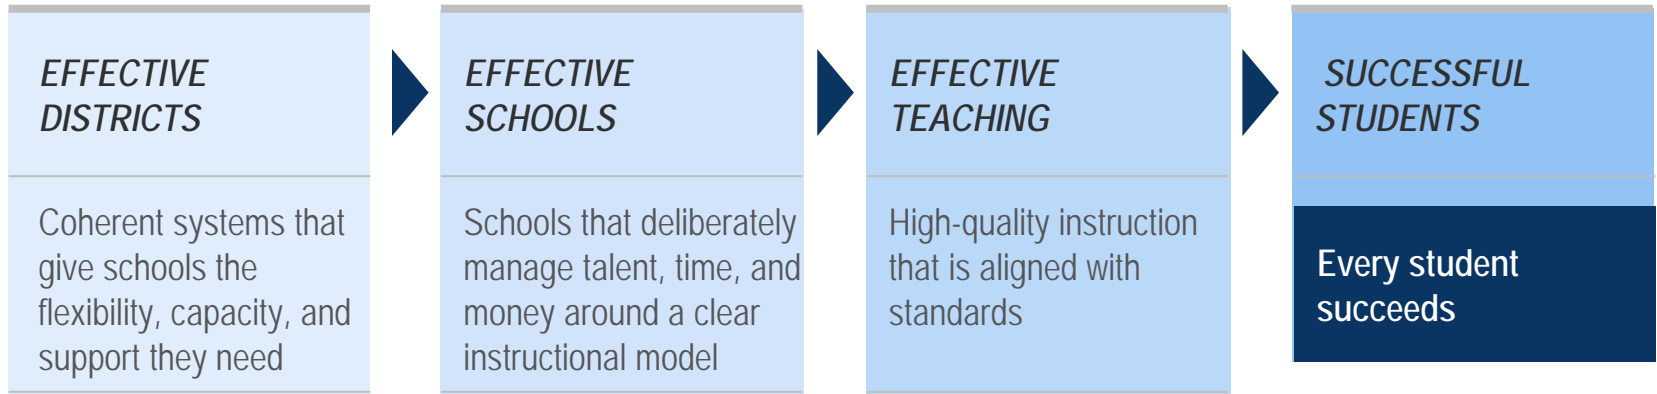 EFFECTIVE
DISTRICTS
Coherent systems that
give schools the
flexibility, capacity, and
support they need
EFFECTIVE
SCHOOLS
Schools that deliberately
manage talent, time, and
money around a clear
instructional model
EFFECTIVE
TEACHING
High-quality instruction
that is aligned with
standards
SUCCESSFUL
STUDENTS
Every student
succeeds